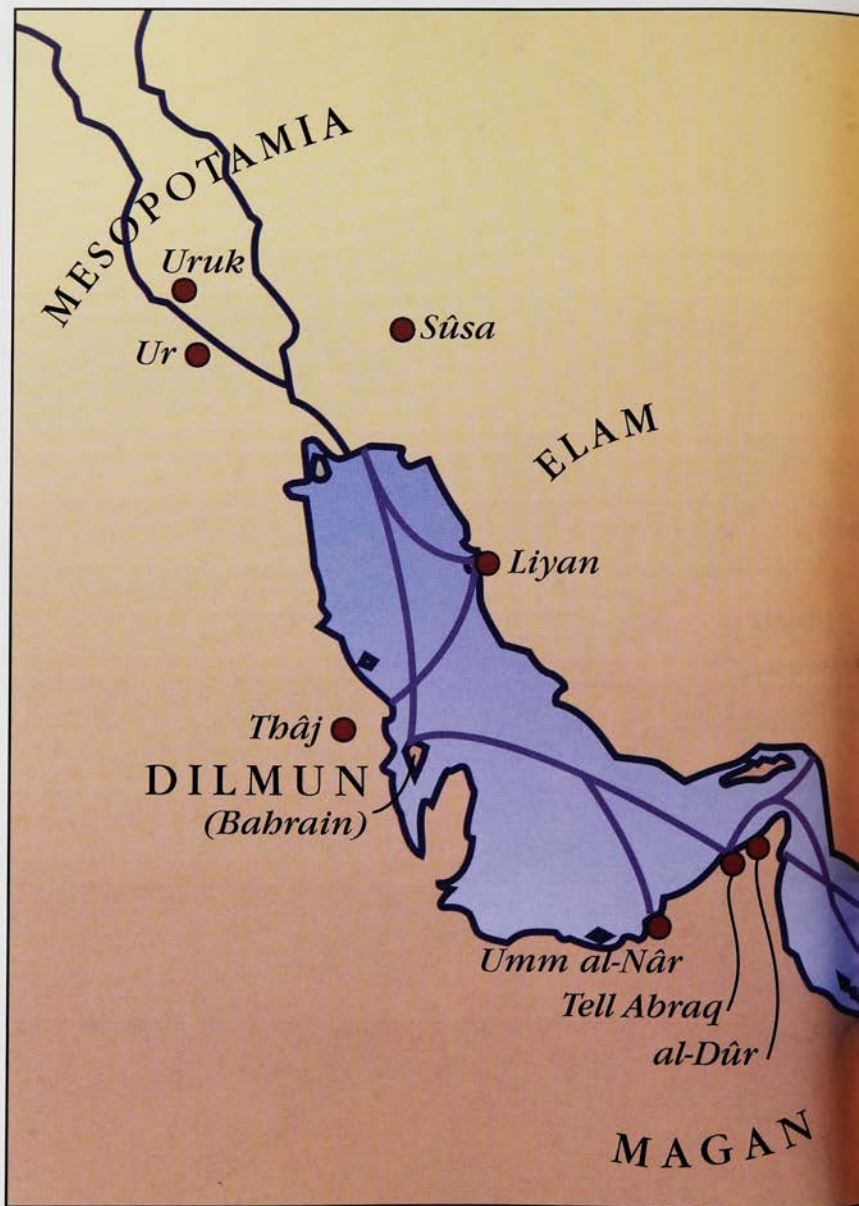 MESOPOTAMIA
Uruk
Ur
Sûsa
ELAM
Liyan
Thâj
DILMUN
(Bahrain)
Umm al-Nâr
Tell Abraq
al-Dûr
MAGAN